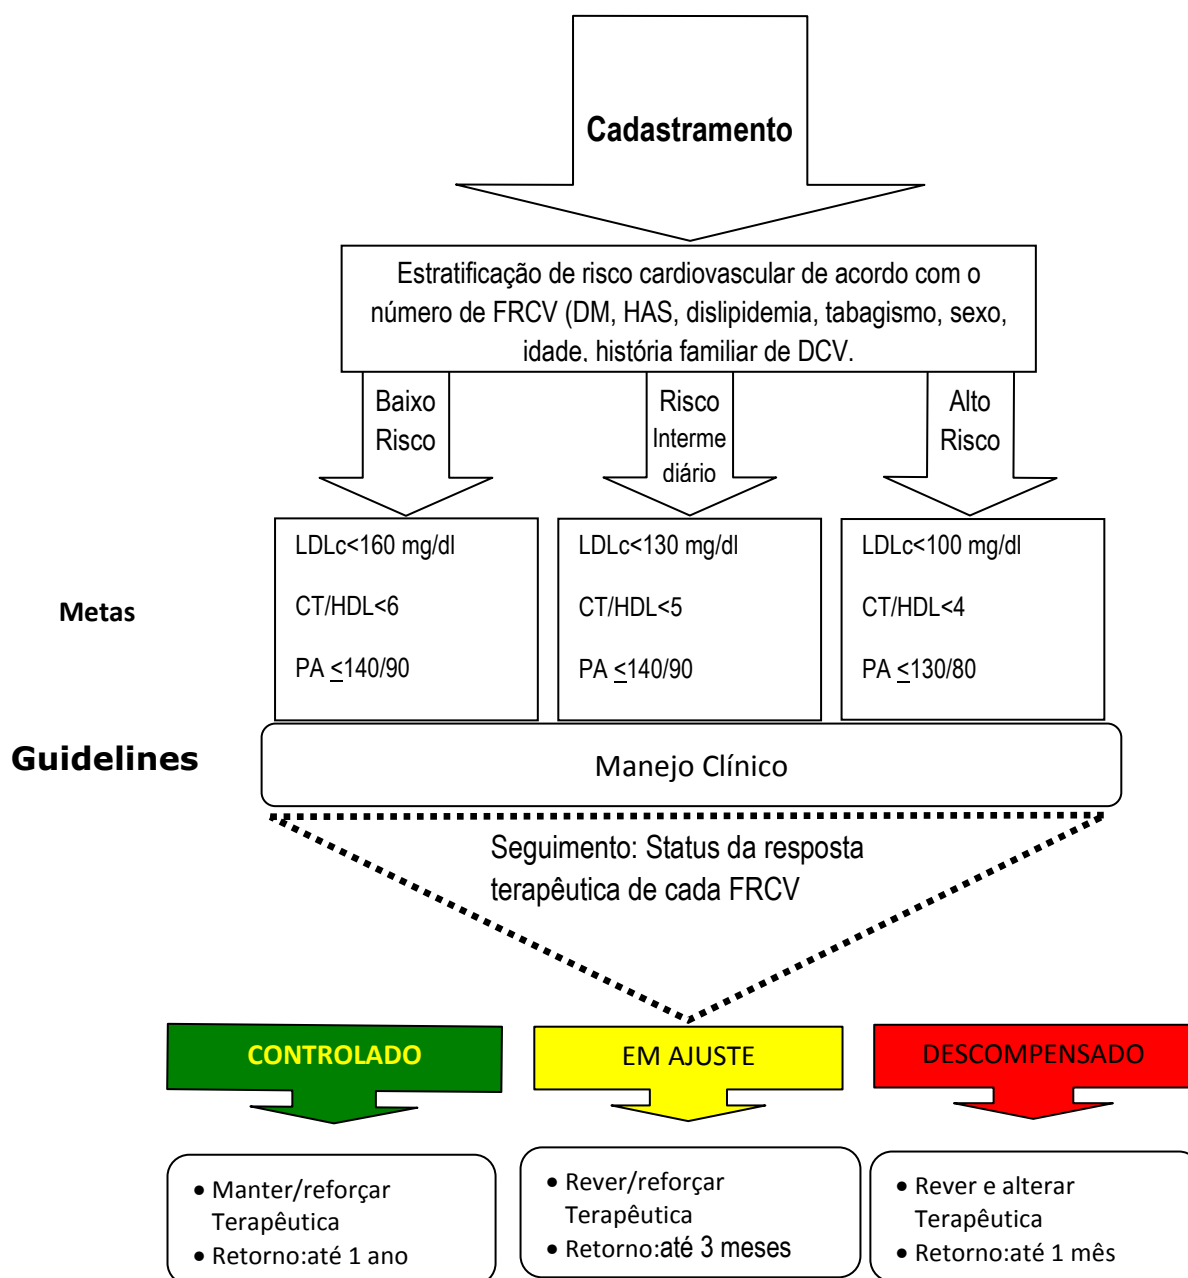 Cadastramento
Estratificação de risco cardiovascular de acordo com o
número de FRCV (DM, HAS, dislipidemia, tabagismo, sexo,
idade, história familiar de DCV.
Baixo
Risco
Risco
Interme
diário
Alto
Risco
Metas
LDLc<160 mg/dl
CT/HDL<6
PA ≤140/90
LDLc<130 mg/dl
CT/HDL<5
PA ≤140/90
LDLc<100 mg/dl
CT/HDL<4
PA ≤130/80
Guidelines
Manejo Clínico
Seguimento: Status da resposta
terapêutica de cada FRCV
CONTROLADO
EM AJUSTE
DESCOMPENSADO
• Manter/reforçar
Terapêutica
• Retorno:até 1 ano
• Rever/reforçar
Terapêutica
• Retorno:até 3 meses
• Rever e alterar
Terapêutica
• Retorno:até 1 mês